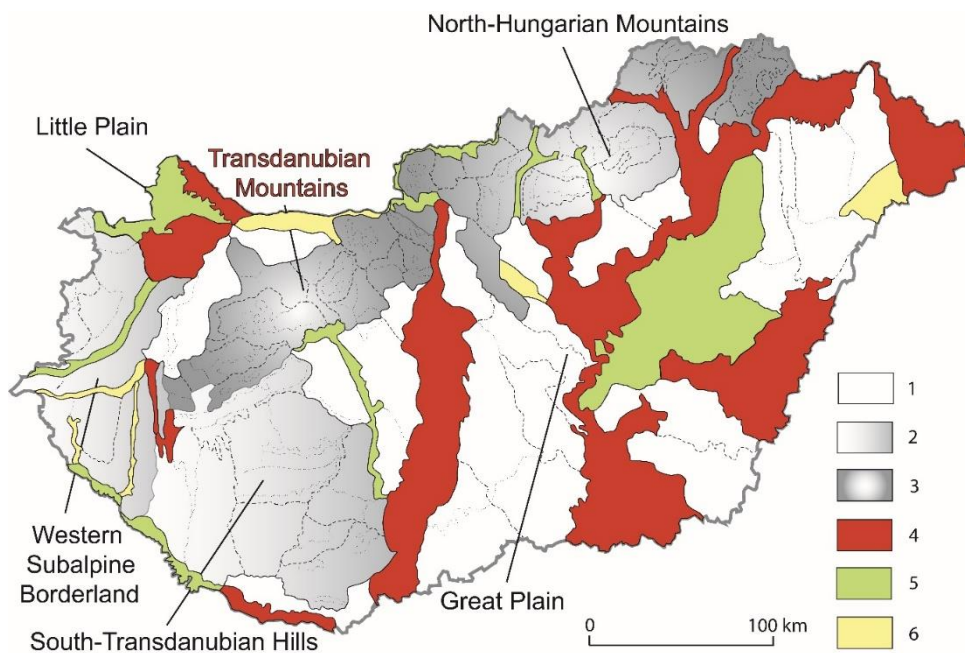 North-Hungarian Mountains
Little Plain
Transdanubian
Mountains
1
2
3
4
5
6
Western
Subalpine
Borderland
South-Transdanubian Hills
Great Plain
0 100 km